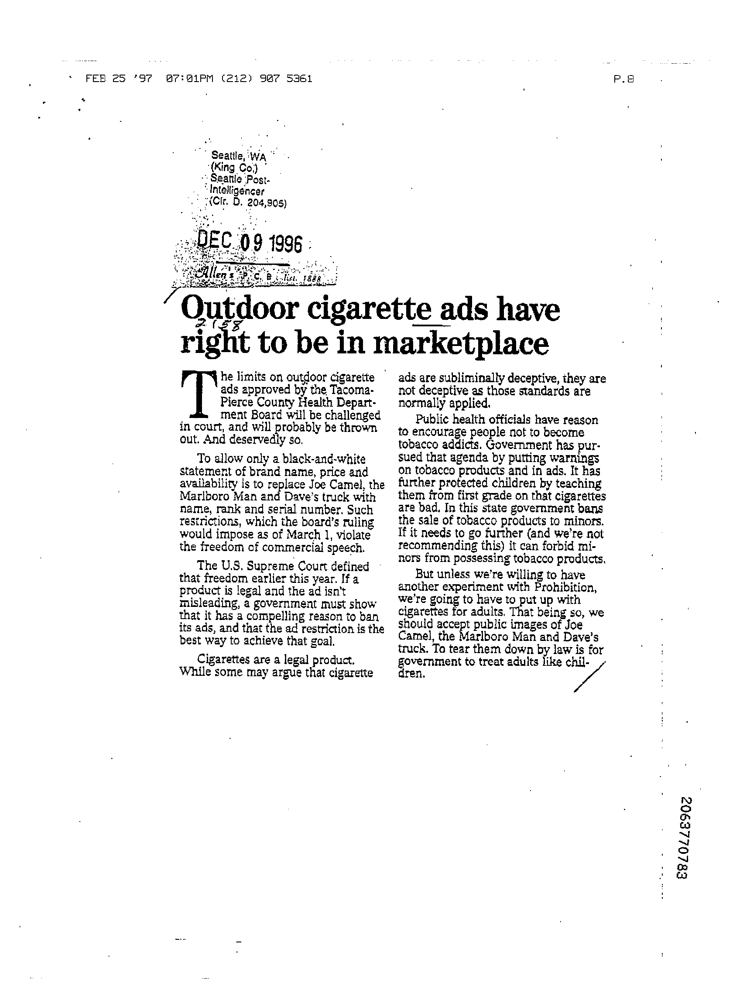 FEB 25 '97 07:01PM (212) 907 5361 P.8
Seattle, WA
(King Co.)
Seattle Post-
Intelligencer
(Cir. D. 204,905)
DEC 09 1996
Allen's P. C. B. Est. 1888
Outdoor cigarette ads have
2158
right to be in marketplace
The limits on outdoor cigarette
ads approved by the Tacoma-
Pierce County Health Depart-
ment Board will be challenged
in court, and will probably be thrown
out. And deservedly so.
To allow only a black-and-white
statement of brand name, price and
availability is to replace Joe Camel, the
Marlboro Man and Dave's truck with
name, rank and serial number. Such
restrictions, which the board's ruling
would impose as of March 1, violate
the freedom of commercial speech.
The U.S. Supreme Court defined
that freedom earlier this year. If a
product is legal and the ad isn't
misleading, a government must show
that it has a compelling reason to ban
its ads, and that the ad restriction is the
best way to achieve that goal.
Cigarettes are a legal product.
While some may argue that cigarette
ads are subliminally deceptive, they are
not deceptive as those standards are
normally applied.
Public health officials have reason
to encourage people not to become
tobacco addicts. Government has pur-
sued that agenda by putting warnings
on tobacco products and in ads. It has
further protected children by teaching
them from first grade on that cigarettes
are bad. In this state government bans
the sale of tobacco products to minors.
If it needs to go further (and we're not
recommending this) it can forbid mi-
nors from possessing tobacco products.
But unless we're willing to have
another experiment with Prohibition,
we're going to have to put up with
cigarettes for adults. That being so, we
should accept public images of Joe
Camel, the Marlboro Man and Dave's
truck. To tear them down by law is for
government to treat adults like chil-
dren.
2063770783